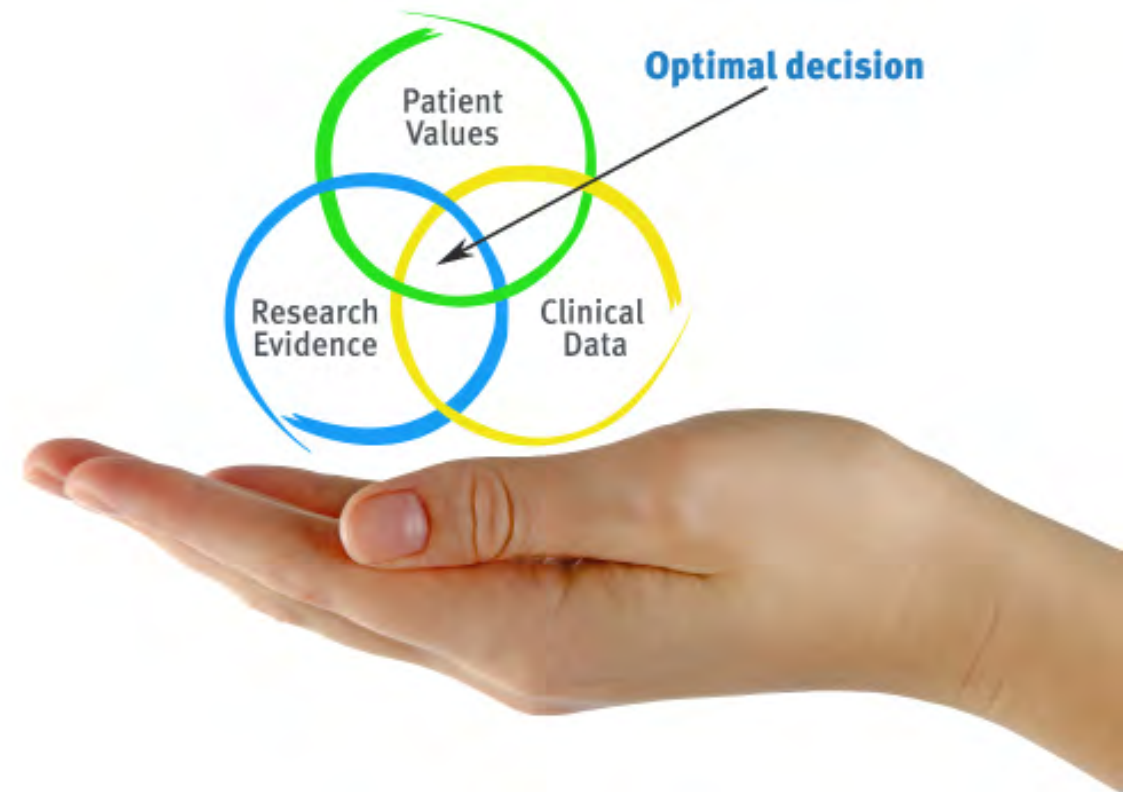 Optimal decision
Patient
Values
Research
Evidence
Clinical
Data